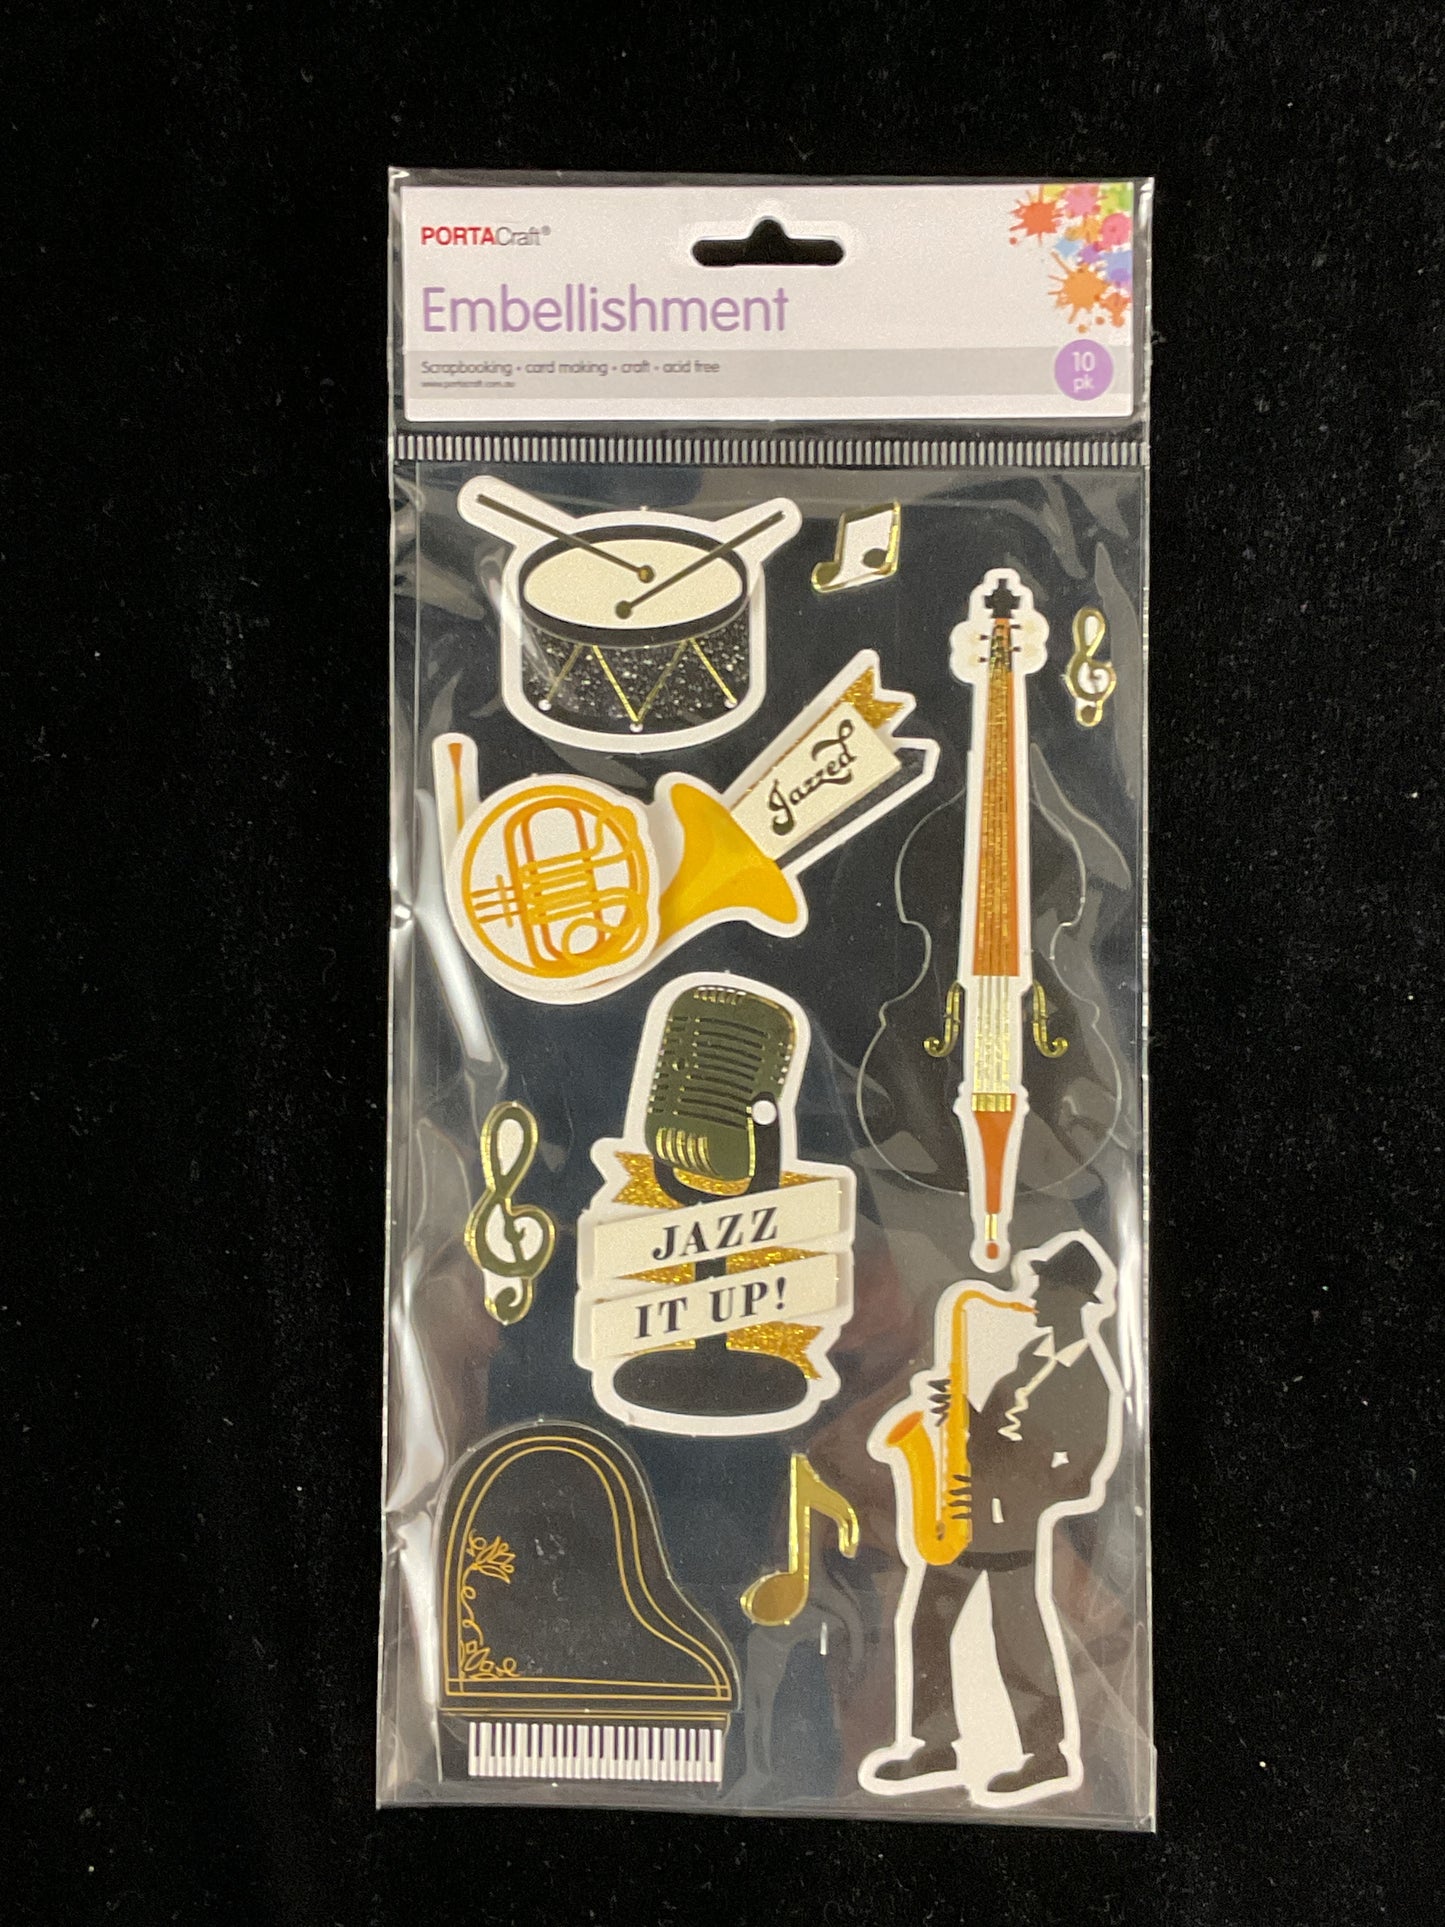 PORTACraft®
Embellishment
Scrapbooking • card making • craft • acid free
www.portacraft.com.au
10
pk
Jazzed
JAZZ
IT UP!